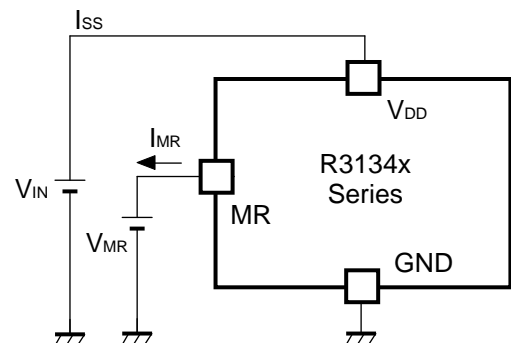 ISS
VDD
IMR
R3134x
Series
VIN
MR
VMR
GND